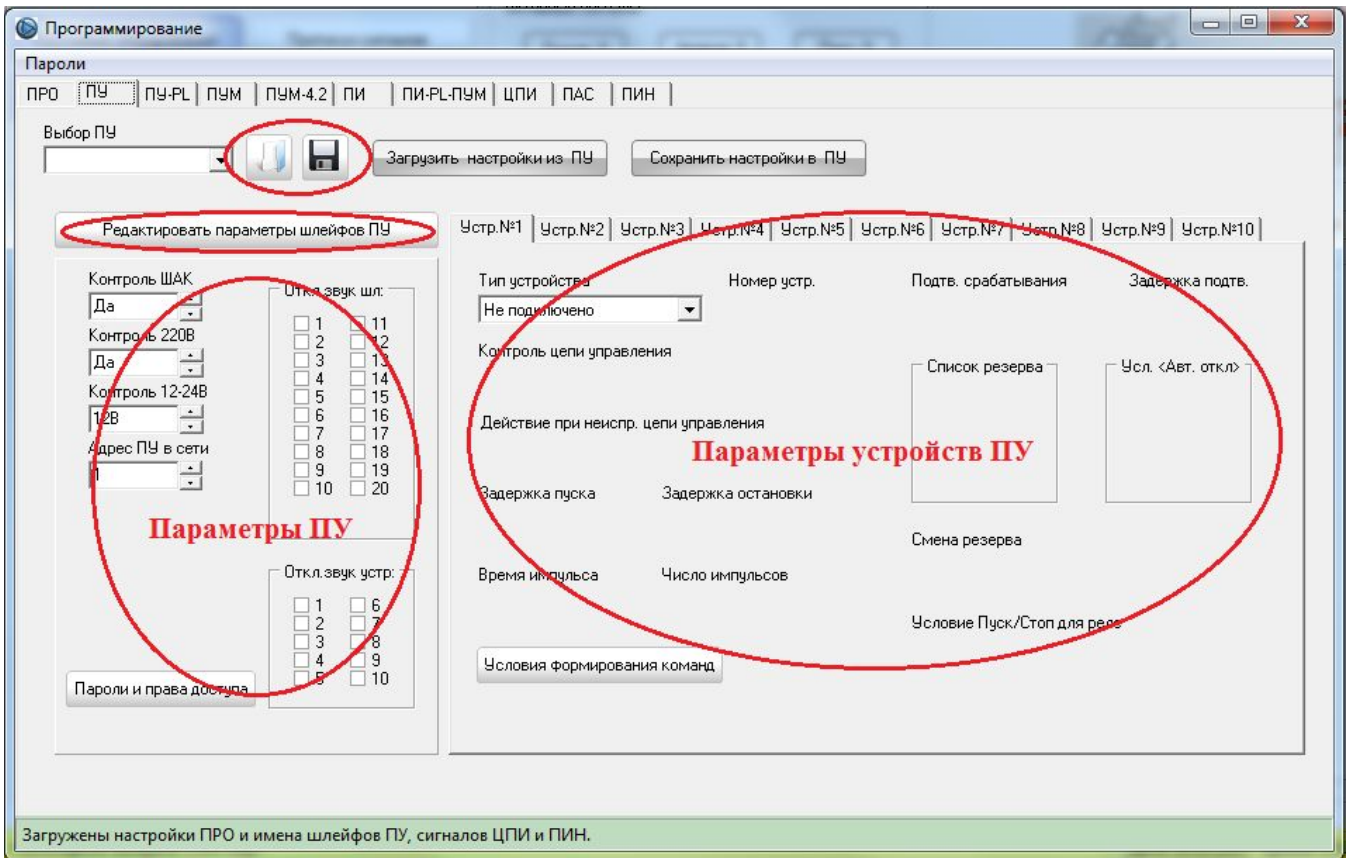 Программирование
Пароли
ПРО ПУ ПУ-PL ПУМ ПУМ-4.2 ПИ ПИ-PL-ПУМ ЦПИ ПАС ПИН
Выбор ПУ
Загрузить настройки из ПУ Сохранить настройки в ПУ
Редактировать параметры шлейфов ПУ
Контроль ШАК
Да
Контроль 220В
Да
Контроль 12-24В
12В
Адрес ПУ в сети
1
Откл.звук шл:
1 11
2 12
3 13
4 14
5 15
6 16
7 17
8 18
9 19
10 20
Параметры ПУ
Откл.звук устр:
1 6
2 7
3 8
4 9
5 10
Пароли и права доступа
Устр.№1 Устр.№2 Устр.№3 Устр.№4 Устр.№5 Устр.№6 Устр.№7 Устр.№8 Устр.№9 Устр.№10
Тип устройства Номер устр. Подтв. срабатывания Задержка подтв.
Не подключено
Контроль цепи управления
Список резерва Усл. <Авт. откл>
Действие при неиспр. цепи управления
Параметры устройств ПУ
Задержка пуска Задержка остановки
Смена резерва
Время импульса Число импульсов
Условие Пуск/Стоп для реле
Условия формирования команд
Загружены настройки ПРО и имена шлейфов ПУ, сигналов ЦПИ и ПИН.